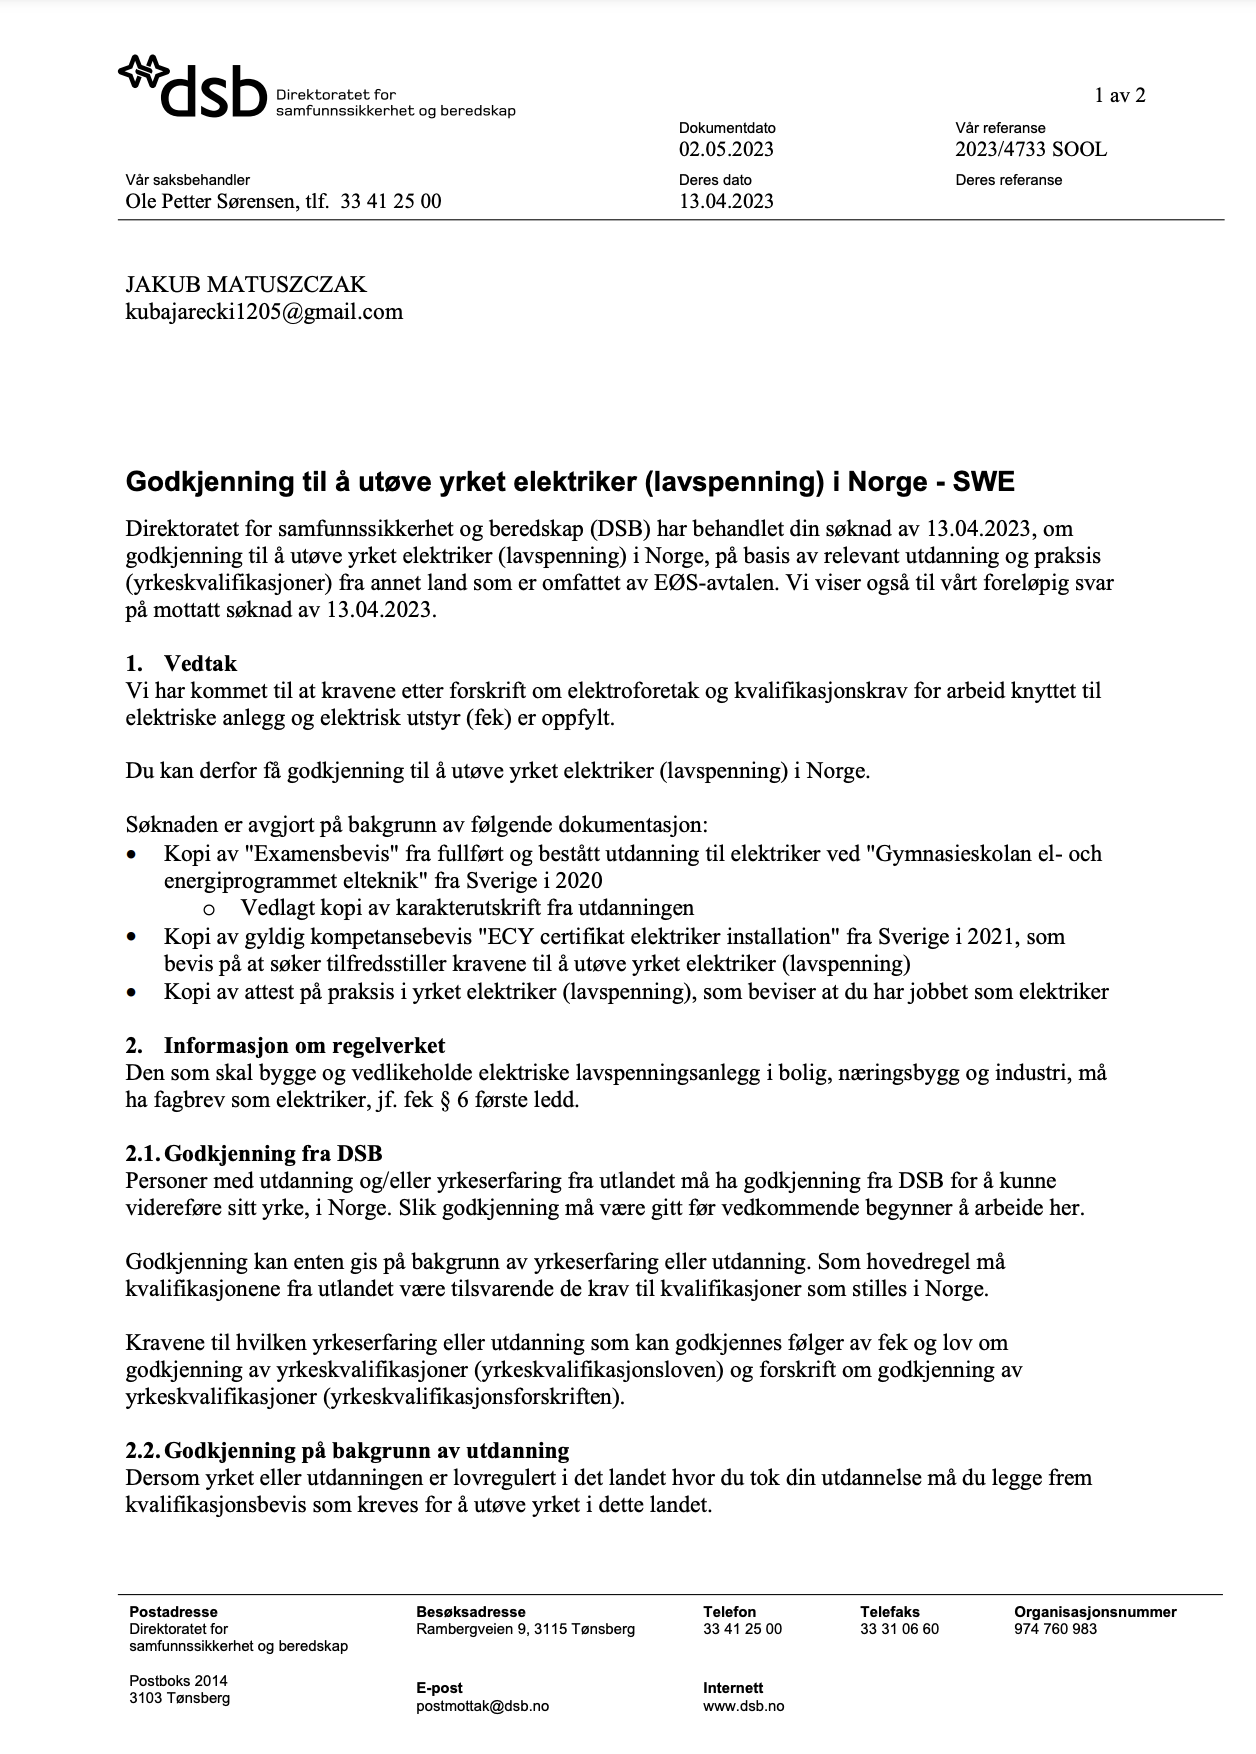 dsb Direktoratet for
samfunnssikkerhet og beredskap
1 av 2
Dokumentdato
02.05.2023
Vår referanse
2023/4733 SOOL
Vår saksbehandler
Ole Petter Sørensen, tlf.  33 41 25 00
Deres dato
13.04.2023
Deres referanse
JAKUB MATUSZCZAK
kubajarecki1205@gmail.com
Godkjenning til å utøve yrket elektriker (lavspenning) i Norge - SWE
Direktoratet for samfunnssikkerhet og beredskap (DSB) har behandlet din søknad av 13.04.2023, om
godkjenning til å utøve yrket elektriker (lavspenning) i Norge, på basis av relevant utdanning og praksis
(yrkeskvalifikasjoner) fra annet land som er omfattet av EØS-avtalen. Vi viser også til vårt foreløpig svar
på mottatt søknad av 13.04.2023.
1. Vedtak
Vi har kommet til at kravene etter forskrift om elektroforetak og kvalifikasjonskrav for arbeid knyttet til
elektriske anlegg og elektrisk utstyr (fek) er oppfylt.
Du kan derfor få godkjenning til å utøve yrket elektriker (lavspenning) i Norge.
Søknaden er avgjort på bakgrunn av følgende dokumentasjon:
• Kopi av "Examensbevis" fra fullført og bestått utdanning til elektriker ved "Gymnasieskolan el- och
energiprogrammet elteknik" fra Sverige i 2020
o Vedlagt kopi av karakterutskrift fra utdanningen
• Kopi av gyldig kompetansebevis "ECY certifikat elektriker installation" fra Sverige i 2021, som
bevis på at søker tilfredsstiller kravene til å utøve yrket elektriker (lavspenning)
• Kopi av attest på praksis i yrket elektriker (lavspenning), som beviser at du har jobbet som elektriker
2. Informasjon om regelverket
Den som skal bygge og vedlikeholde elektriske lavspenningsanlegg i bolig, næringsbygg og industri, må
ha fagbrev som elektriker, jf. fek § 6 første ledd.
2.1. Godkjenning fra DSB
Personer med utdanning og/eller yrkeserfaring fra utlandet må ha godkjenning fra DSB for å kunne
videreføre sitt yrke, i Norge. Slik godkjenning må være gitt før vedkommende begynner å arbeide her.
Godkjenning kan enten gis på bakgrunn av yrkeserfaring eller utdanning. Som hovedregel må
kvalifikasjonene fra utlandet være tilsvarende de krav til kvalifikasjoner som stilles i Norge.
Kravene til hvilken yrkeserfaring eller utdanning som kan godkjennes følger av fek og lov om
godkjenning av yrkeskvalifikasjoner (yrkeskvalifikasjonsloven) og forskrift om godkjenning av
yrkeskvalifikasjoner (yrkeskvalifikasjonsforskriften).
2.2. Godkjenning på bakgrunn av utdanning
Dersom yrket eller utdanningen er lovregulert i det landet hvor du tok din utdannelse må du legge frem
kvalifikasjonsbevis som kreves for å utøve yrket i dette landet.
Postadresse
Direktoratet for
samfunnssikkerhet og beredskap
Postboks 2014
3103 Tønsberg
Besøksadresse
Rambergveien 9, 3115 Tønsberg
E-post
postmottak@dsb.no
Telefon
33 41 25 00
Internett
www.dsb.no
Telefaks
33 31 06 60
Organisasjonsnummer
974 760 983